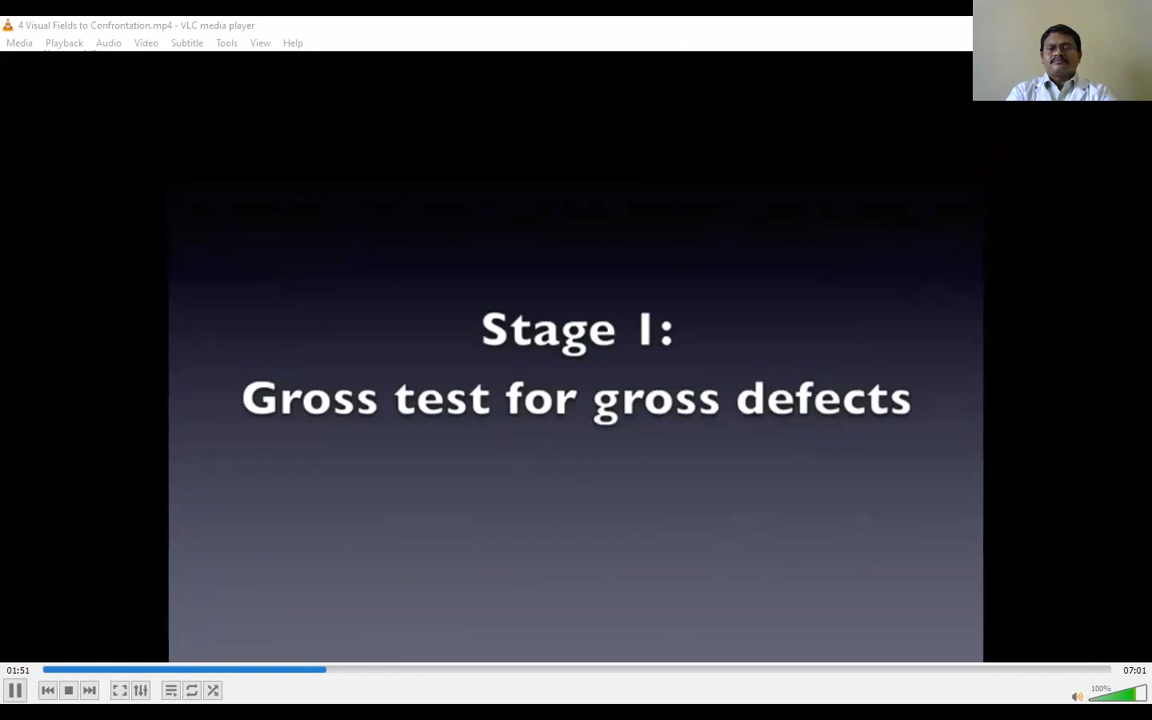 4 Visual Fields to Confrontation.mp4 - VLC media player
Media Playback Audio Video Subtitle Tools View Help
Stage 1:
Gross test for gross defects
01:51
07:01
100%